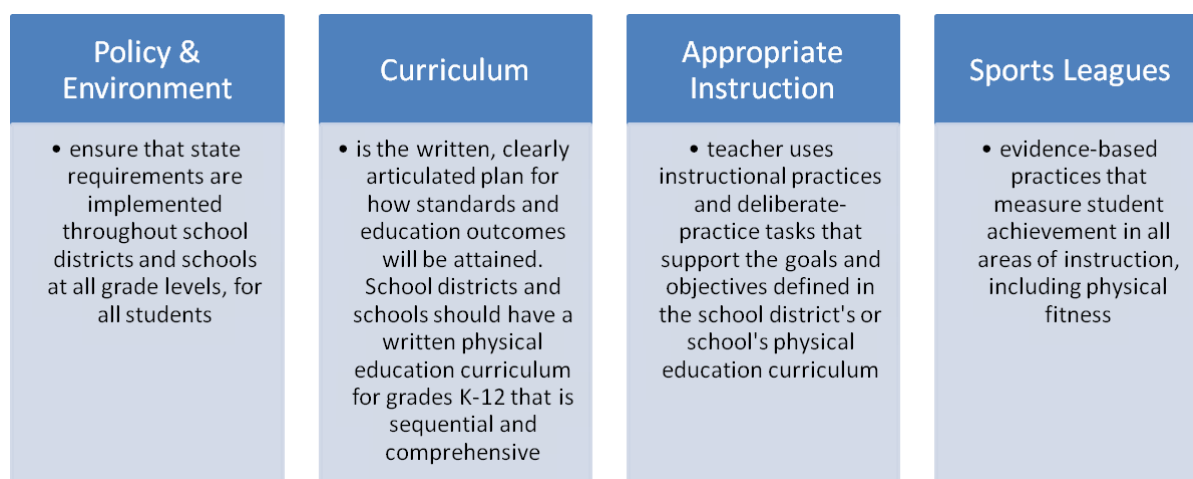 Policy &
Environment
• ensure that state
requirements are
implemented
throughout school
districts and schools
at all grade levels, for
all students
Curriculum
• is the written, clearly
articulated plan for
how standards and
education outcomes
will be attained.
School districts and
schools should have a
written physical
education curriculum
for grades K-12 that is
sequential and
comprehensive
Appropriate
Instruction
• teacher uses
instructional practices
and deliberate-
practice tasks that
support the goals and
objectives defined in
the school district's or
school's physical
education curriculum
Sports Leagues
• evidence-based
practices that
measure student
achievement in all
areas of instruction,
including physical
fitness